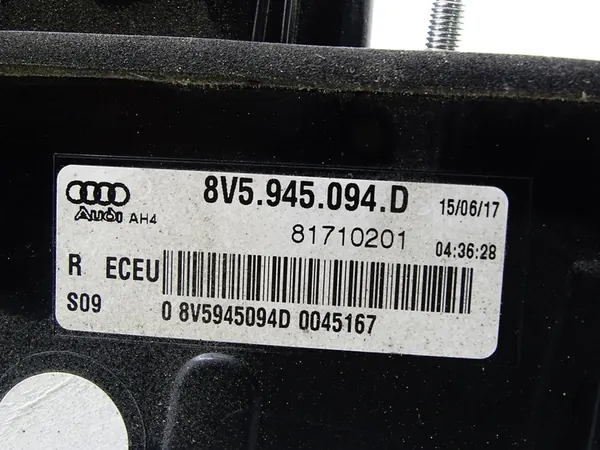 8V5.945.094.D 15/06/17
Audi AH4 81710201 04:36:28
R ECEU
S09 0 8V5945094D 0045167